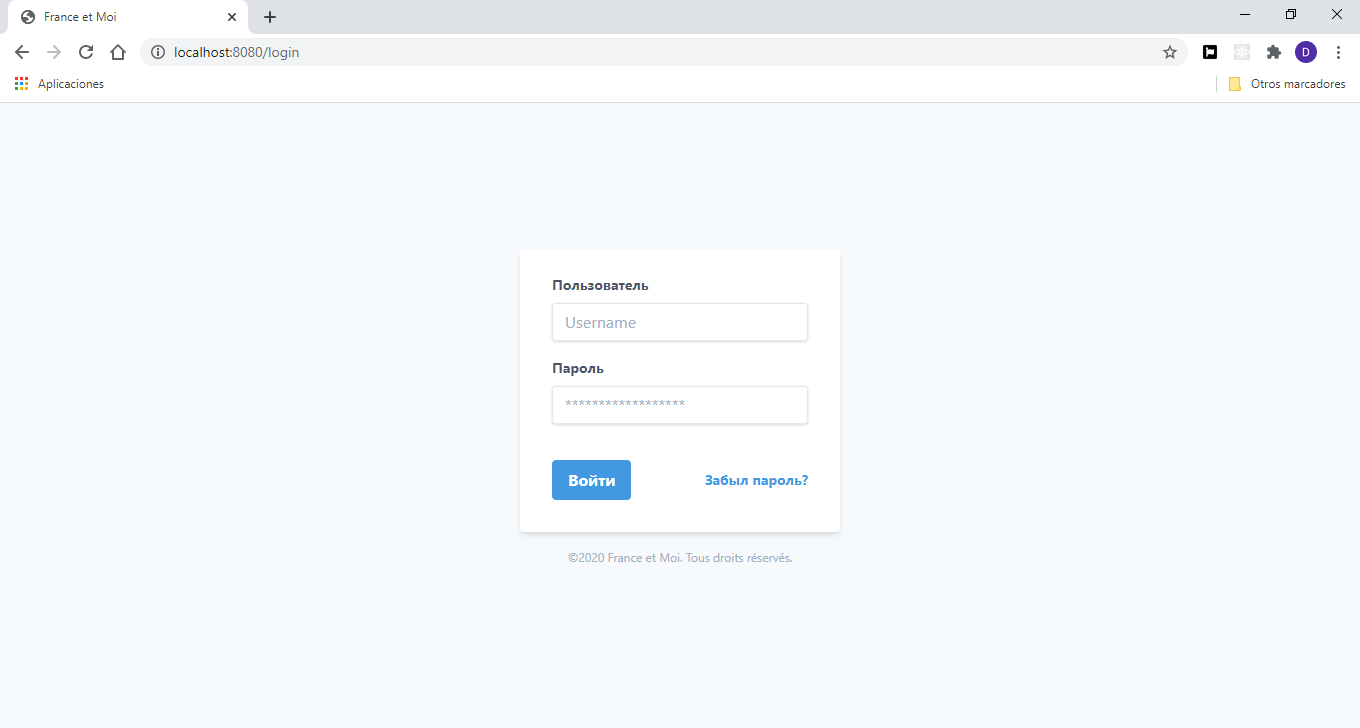 France et Moi
localhost:8080/login
D
Aplicaciones
Otros marcadores
Пользователь
Username
Пароль
******************
Войти
Забыл пароль?
©2020 France et Moi. Tous droits réservés.